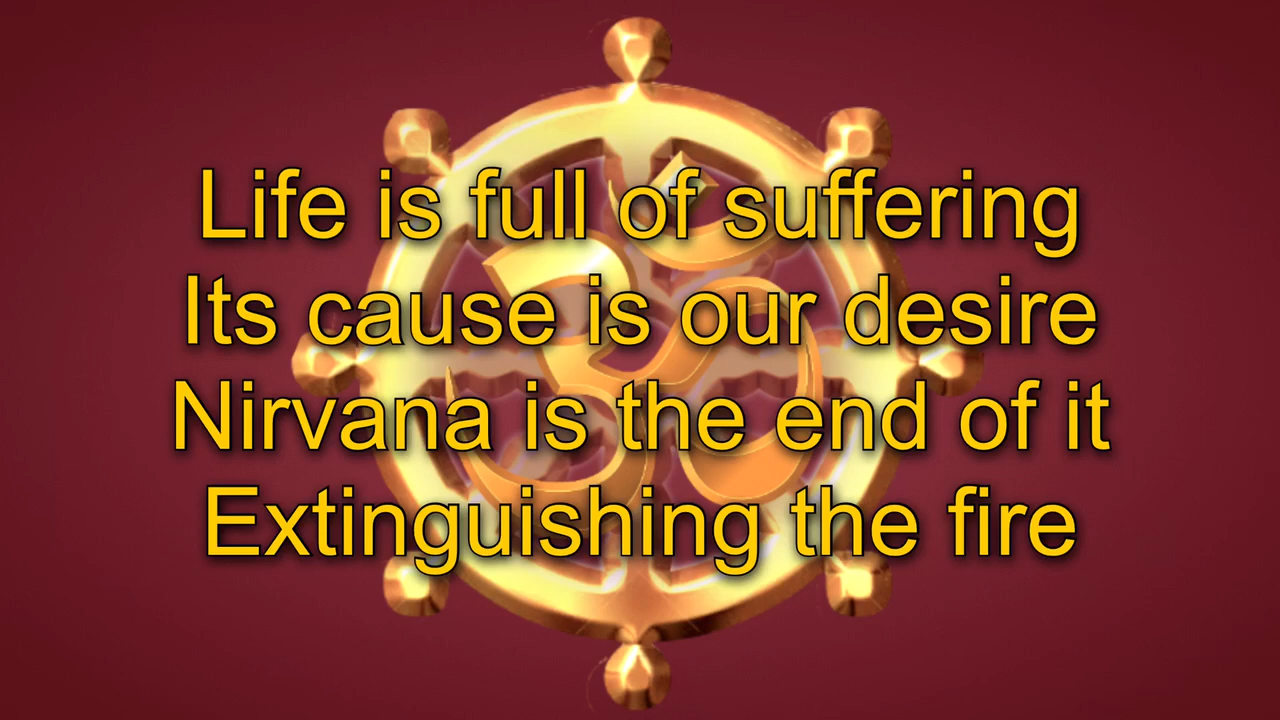 Life is full of suffering
Its cause is our desire
Nirvana is the end of it
Extinguishing the fire